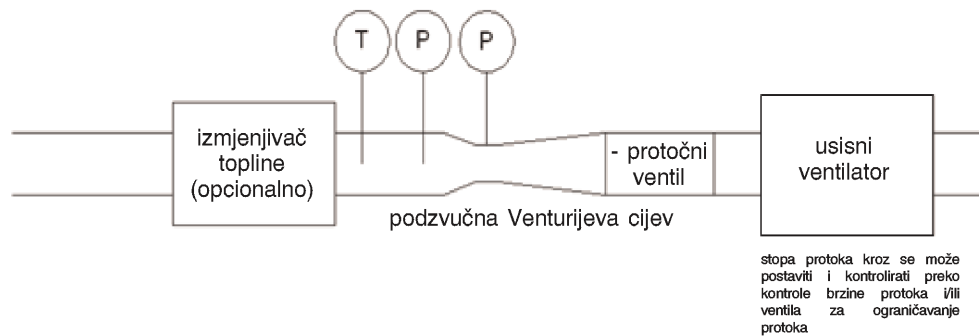 T P P
izmjenjivač
topline
(opcionalno)
- protočni
ventil
usisni
ventilator
podzvučna Venturijeva cijev
stopa protoka kroz se može
postaviti i kontrolirati preko
kontrole brzine protoka i/ili
ventila za ograničavanje
protoka